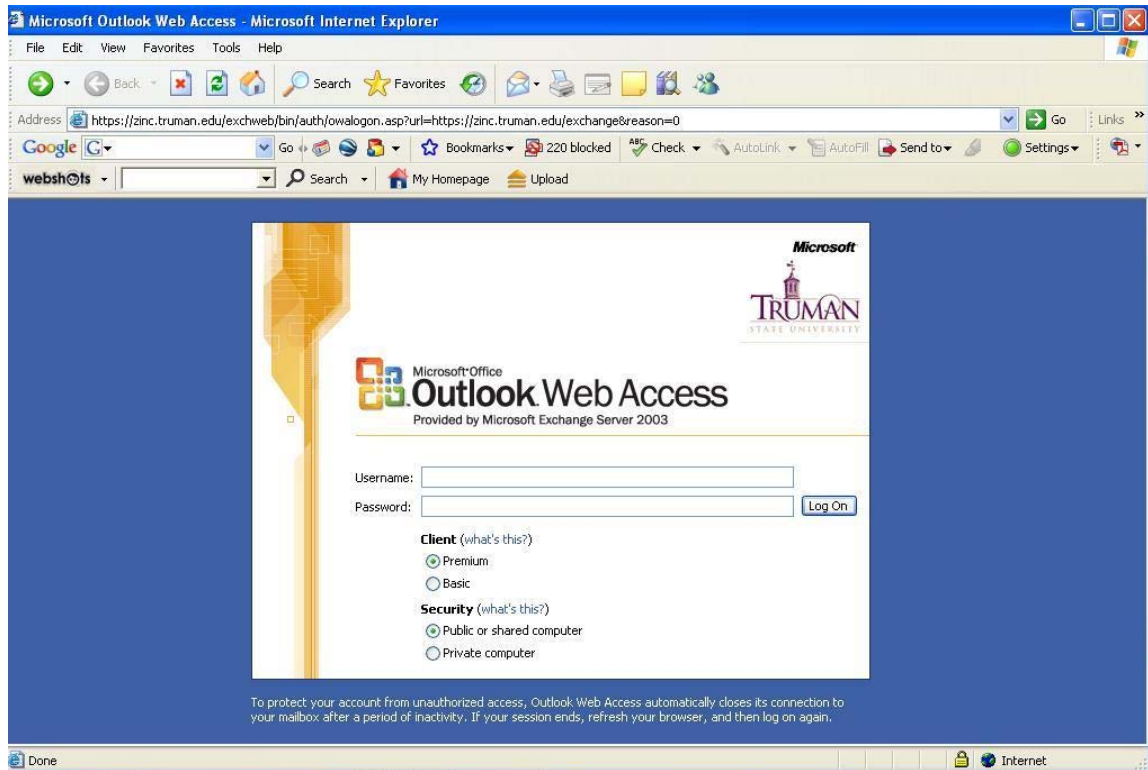 Microsoft Outlook Web Access - Microsoft Internet Explorer
File Edit View Favorites Tools Help
Back Search Favorites
Address https://zinc.truman.edu/exchweb/bin/auth/owalogon.asp?url=https://zinc.truman.edu/exchange&reason=0 Go Links »
Google G Go Bookmarks 220 blocked ABC Check AutoLink AutoFill Send to Settings
webshots Search My Homepage Upload
Microsoft
TRUMAN
STATE UNIVERSITY
Microsoft Office
Outlook Web Access
Provided by Microsoft Exchange Server 2003
Username:
Password: Log On
Client (what's this?)
Premium
Basic
Security (what's this?)
Public or shared computer
Private computer
To protect your account from unauthorized access, Outlook Web Access automatically closes its connection to
your mailbox after a period of inactivity. If your session ends, refresh your browser, and then log on again.
Done Internet